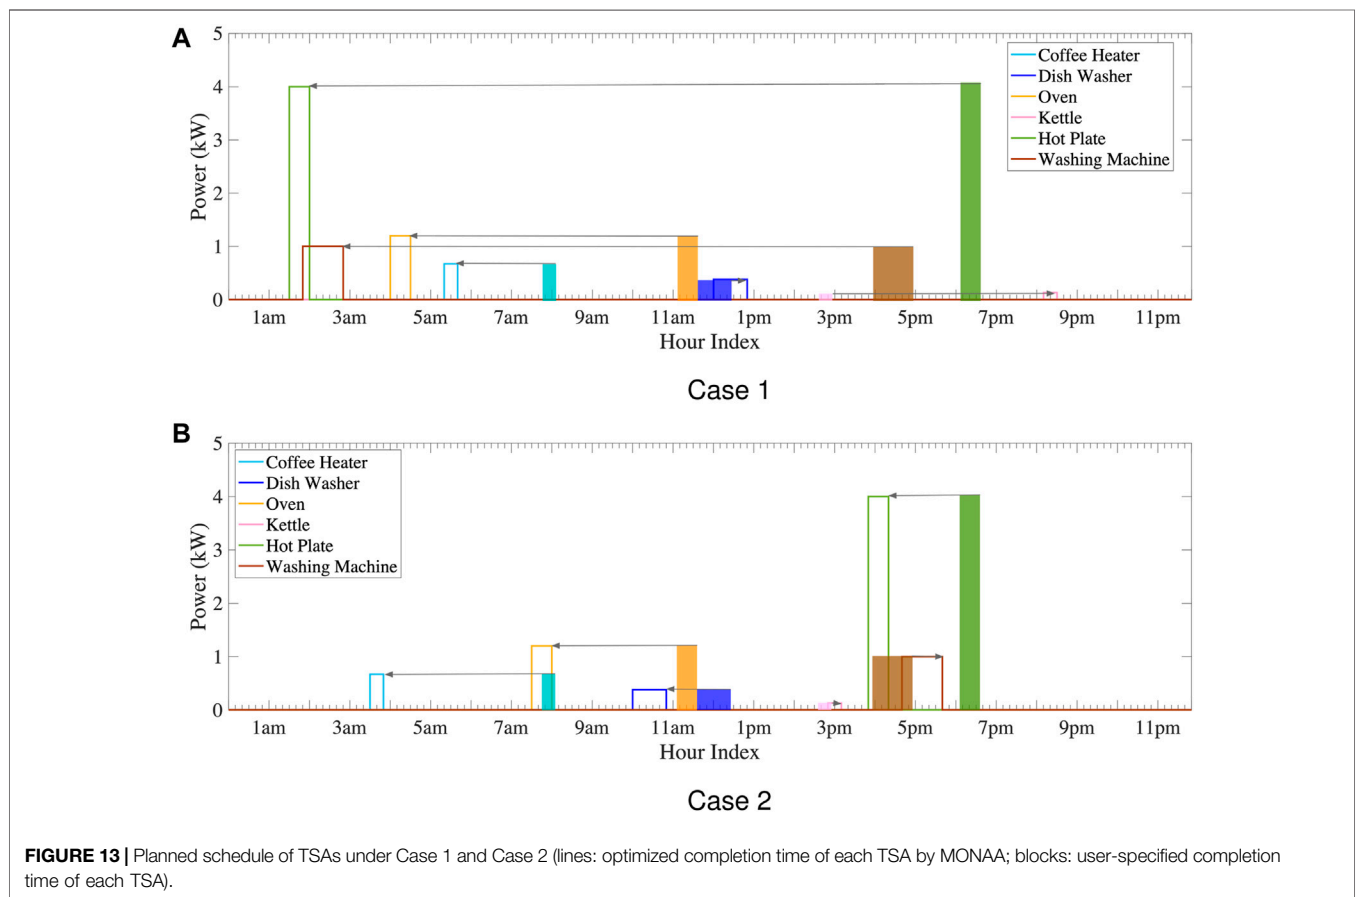 A
5
4
3
2
1
0
Power (kW)
Coffee Heater
Dish Washer
Oven
Kettle
Hot Plate
Washing Machine
1am 3am 5am 7am 9am 11am 1pm 3pm 5pm 7pm 9pm 11pm
Hour Index
Case 1
B
5
4
3
2
1
0
Power (kW)
Coffee Heater
Dish Washer
Oven
Kettle
Hot Plate
Washing Machine
1am 3am 5am 7am 9am 11am 1pm 3pm 5pm 7pm 9pm 11pm
Hour Index
Case 2
FIGURE 13 | Planned schedule of TSAs under Case 1 and Case 2 (lines: optimized completion time of each TSA by MONAA; blocks: user-specified completion
time of each TSA).